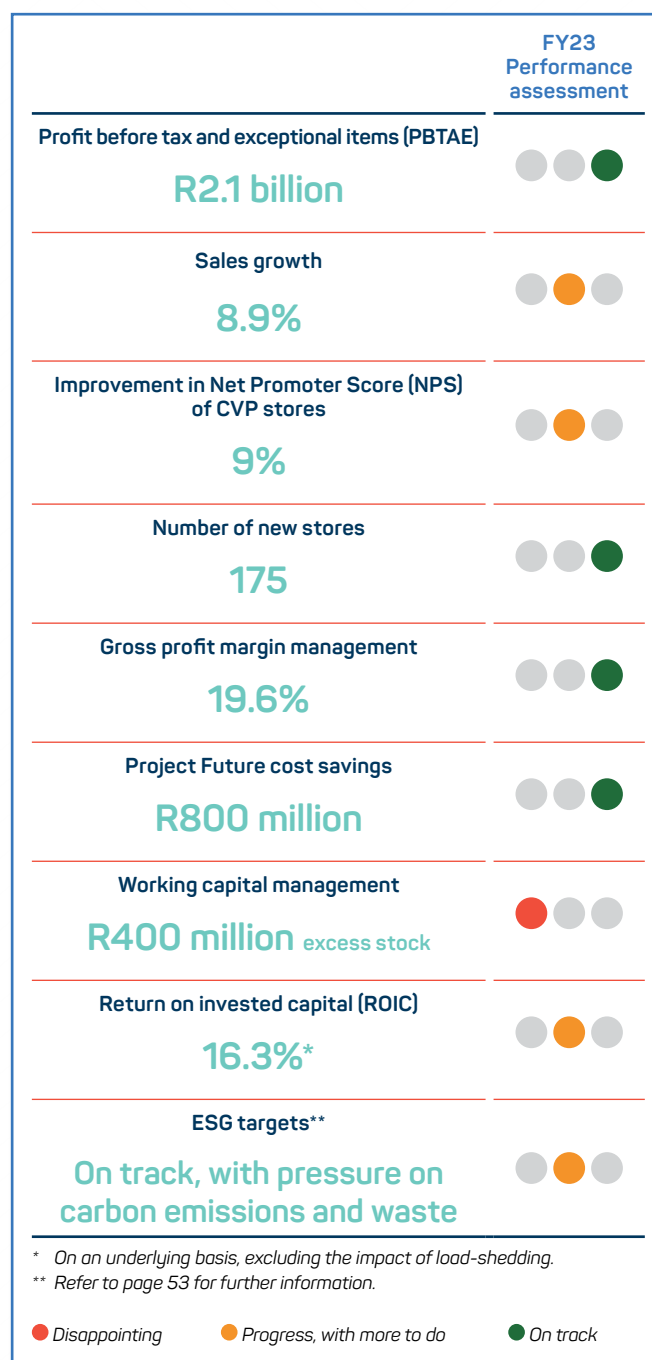 FY23
Performance
assessment
Profit before tax and exceptional items (PBTAE)
R2.1 billion
Sales growth
8.9%
Improvement in Net Promoter Score (NPS)
of CVP stores
9%
Number of new stores
175
Gross profit margin management
19.6%
Project Future cost savings
R800 million
Working capital management
R400 million excess stock
Return on invested capital (ROIC)
16.3%*
ESG targets**
On track, with pressure on
carbon emissions and waste
* On an underlying basis, excluding the impact of load-shedding.
** Refer to page 53 for further information.
Disappointing Progress, with more to do On track